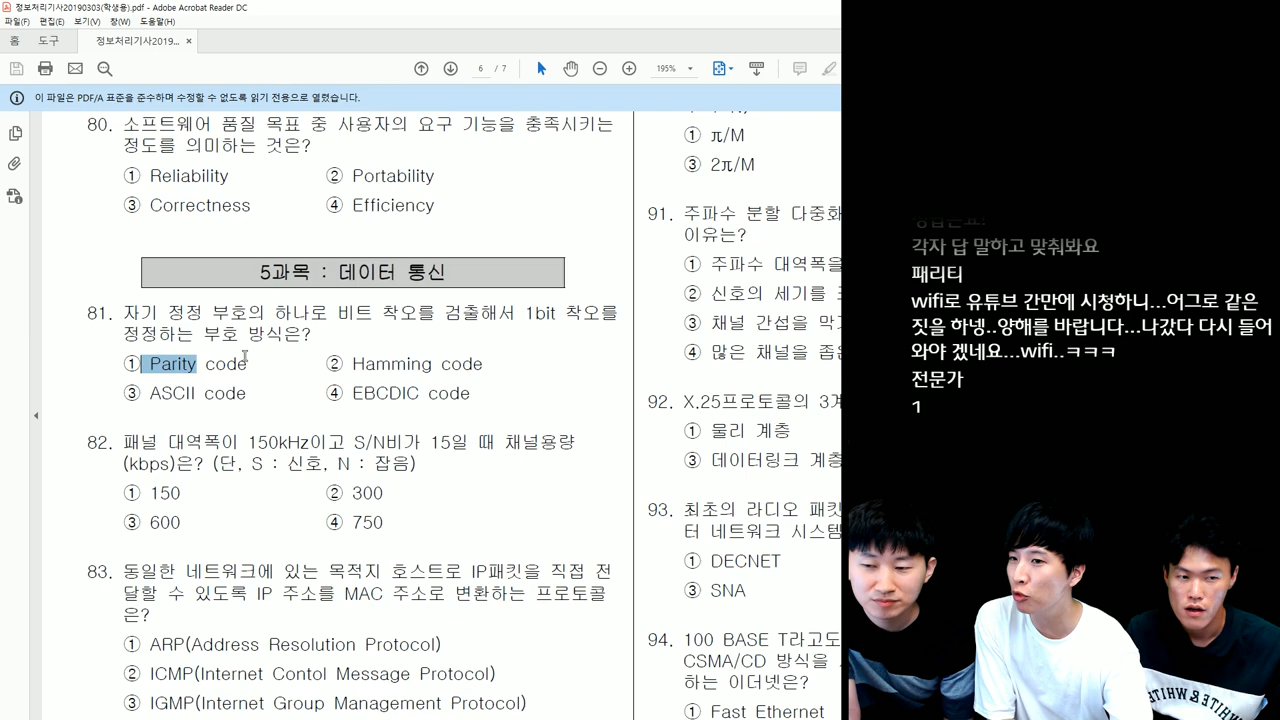 정보처리기사20190303(학생용).pdf - Adobe Acrobat Reader DC
파일(F) 편집(E) 보기(V) 창(W) 도움말(H)
홈 도구 정보처리기사2019... ×
6 / 7 195%
이 파일은 PDF/A 표준을 준수하며 수정할 수 없도록 읽기 전용으로 열렸습니다.
80. 소프트웨어 품질 목표 중 사용자의 요구 기능을 충족시키는
정도를 의미하는 것은?
① Reliability ② Portability
③ Correctness ④ Efficiency
5과목 : 데이터 통신
81. 자기 정정 부호의 하나로 비트 착오를 검출해서 1bit 착오를
정정하는 부호 방식은?
① Parity code ② Hamming code
③ ASCII code ④ EBCDIC code
82. 패널 대역폭이 150kHz이고 S/N비가 15일 때 채널용량
(kbps)은? (단, S : 신호, N : 잡음)
① 150 ② 300
③ 600 ④ 750
83. 동일한 네트워크에 있는 목적지 호스트로 IP패킷을 직접 전
달할 수 있도록 IP 주소를 MAC 주소로 변환하는 프로토콜
은?
① ARP(Address Resolution Protocol)
② ICMP(Internet Contol Message Protocol)
③ IGMP(Internet Group Management Protocol)
① π/M
③ 2π/M
91. 주파수 분할 다중화
이유는?
① 주파수 대역폭을
② 신호의 세기를
③ 채널 간섭을 막
④ 많은 채널을 좁은
92. X.25프로토콜의 3계
① 물리 계층
③ 데이터링크 계층
93. 최초의 라디오 패킷
터 네트워크 시스템
① DECNET
③ SNA
94. 100 BASE T라고도
CSMA/CD 방식을
하는 이더넷은?
① Fast Ethernet
각자 답 말하고 맞춰봐요
패리티
wifi로 유튜브 간만에 시청하니...어그로 같은
짓을 하넹..양해를 바랍니다...나갔다 다시 들어
와야 겠네요...wifi..ㅋㅋㅋ
전문가
1
WHITE&WHITE